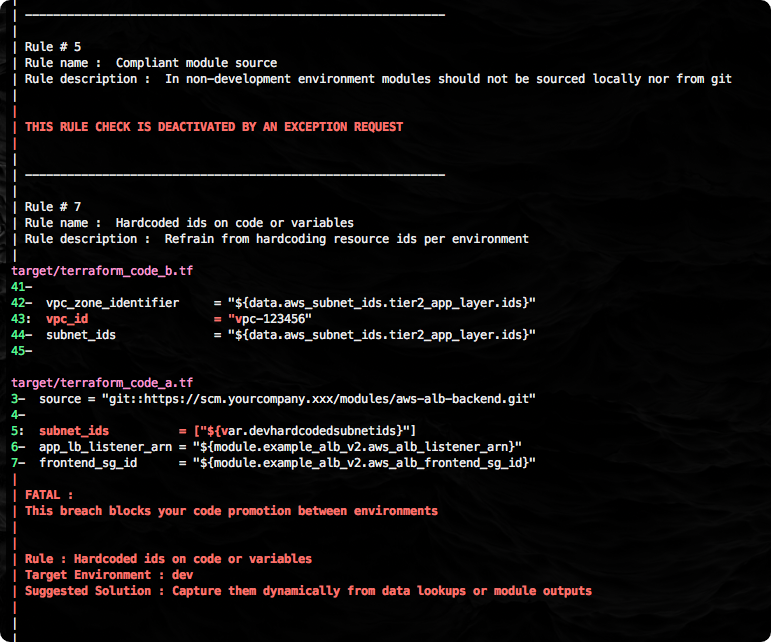 ------------------------------------------------------------
Rule # 5
Rule name :  Compliant module source
Rule description :  In non-development environment modules should not be sourced locally nor from git
THIS RULE CHECK IS DEACTIVATED BY AN EXCEPTION REQUEST
------------------------------------------------------------
Rule # 7
Rule name :  Hardcoded ids on code or variables
Rule description :  Refrain from hardcoding resource ids per environment
target/terraform_code_b.tf
41-
42-  vpc_zone_identifier     = "${data.aws_subnet_ids.tier2_app_layer.ids}"
43:  vpc_id                  = "vpc-123456"
44-  subnet_ids              = "${data.aws_subnet_ids.tier2_app_layer.ids}"
45-
target/terraform_code_a.tf
3-  source = "git::https://scm.yourcompany.xxx/modules/aws-alb-backend.git"
4-
5:  subnet_ids          = ["${var.devhardcodedsubnetids}"]
6-  app_lb_listener_arn = "${module.example_alb_v2.aws_alb_listener_arn}"
7-  frontend_sg_id      = "${module.example_alb_v2.aws_alb_frontend_sg_id}"
FATAL :
This breach blocks your code promotion between environments
Rule : Hardcoded ids on code or variables
Target Environment : dev
Suggested Solution : Capture them dynamically from data lookups or module outputs